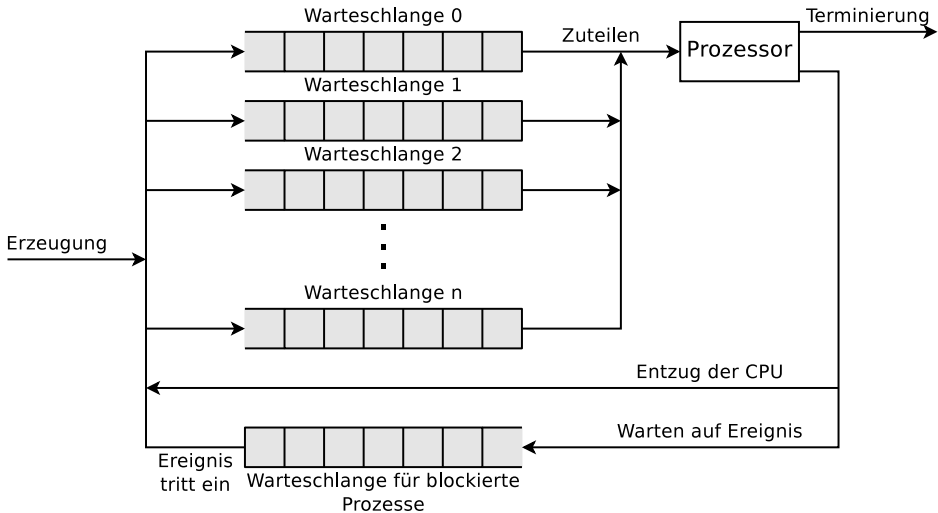 Warteschlange 0
Terminierung
Zuteilen
Prozessor
Warteschlange 1
Warteschlange 2
Erzeugung
Warteschlange n
Entzug der CPU
Warten auf Ereignis
Ereignis
tritt ein
Warteschlange für blockierte
Prozesse